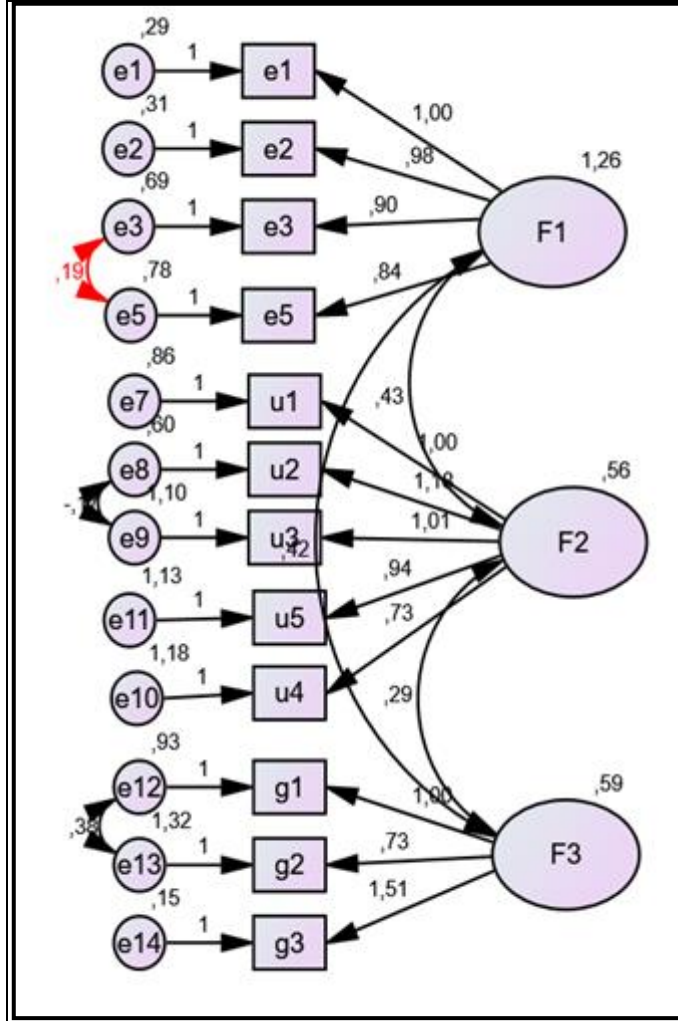 ,29
e1 1 e1
1,00
,31
e2 1 e2
,98
1,26
,69
e3 1 e3
,90
F1
,19
,78
e5 1 e5
,84
,86
e7 1 u1
,43
1,00
,60
e8 1 u2
,56
1,10
e9 1 u3
1,01
F2
,42
1,13
e11 1 u5
,94
,73
1,18
e10 1 u4
,29
,93
e12 1 g1
1,00
,59
1,32
e13 1 g2
,73
F3
,15
e14 1 g3
1,51